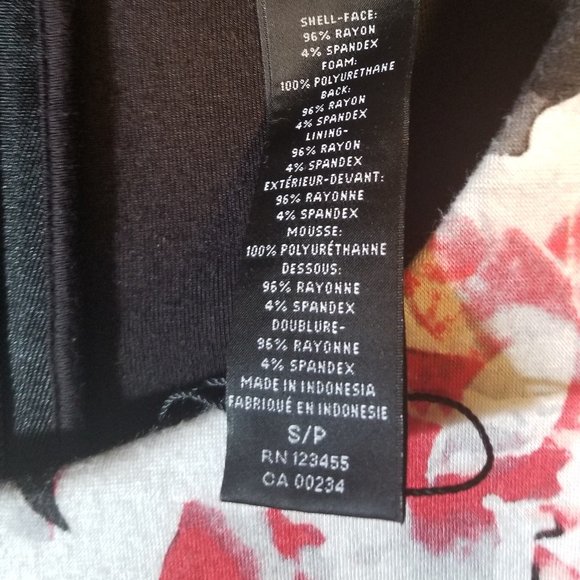 SHELL-FACE:
96% RAYON
4% SPANDEX
FOAM:
100% POLYURETHANE
BACK:
96% RAYON
4% SPANDEX
LINING-
96% RAYON
4% SPANDEX
EXTÉRIEUR-DEVANT:
96% RAYONNE
4% SPANDEX
MOUSSE:
100% POLYURÉTHANNE
DESSOUS:
96% RAYONNE
4% SPANDEX
DOUBLURE-
96% RAYONNE
4% SPANDEX
MADE IN INDONESIA
FABRIQUÉ EN INDONESIE
S/P
RN 123455
CA 00234